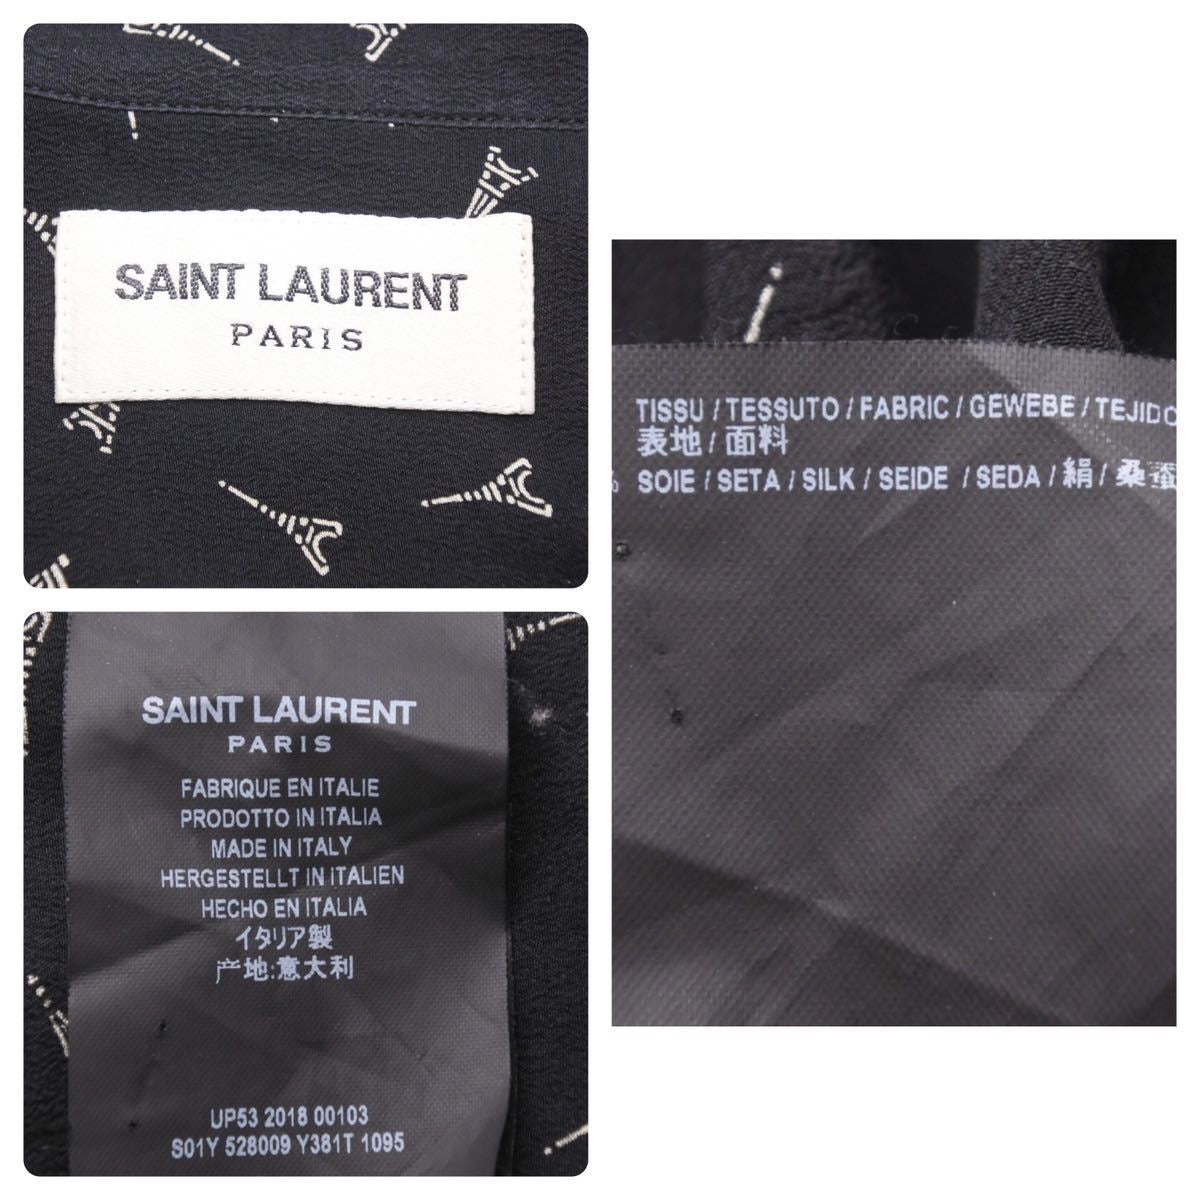 SAINT LAURENT
PARIS
SAINT LAURENT
PARIS
FABRIQUE EN ITALIE
PRODOTTO IN ITALIA
MADE IN ITALY
HERGESTELLT IN ITALIEN
HECHO EN ITALIA
イタリア製
产地:意大利
UP53 2018 00103
S01Y 528009 Y381T 1095
TISSU / TESSUTO / FABRIC / GEWEBE / TEJIDO
表地 / 面料
% SOIE / SETA / SILK / SEIDE / SEDA / 絹 / 桑蚕